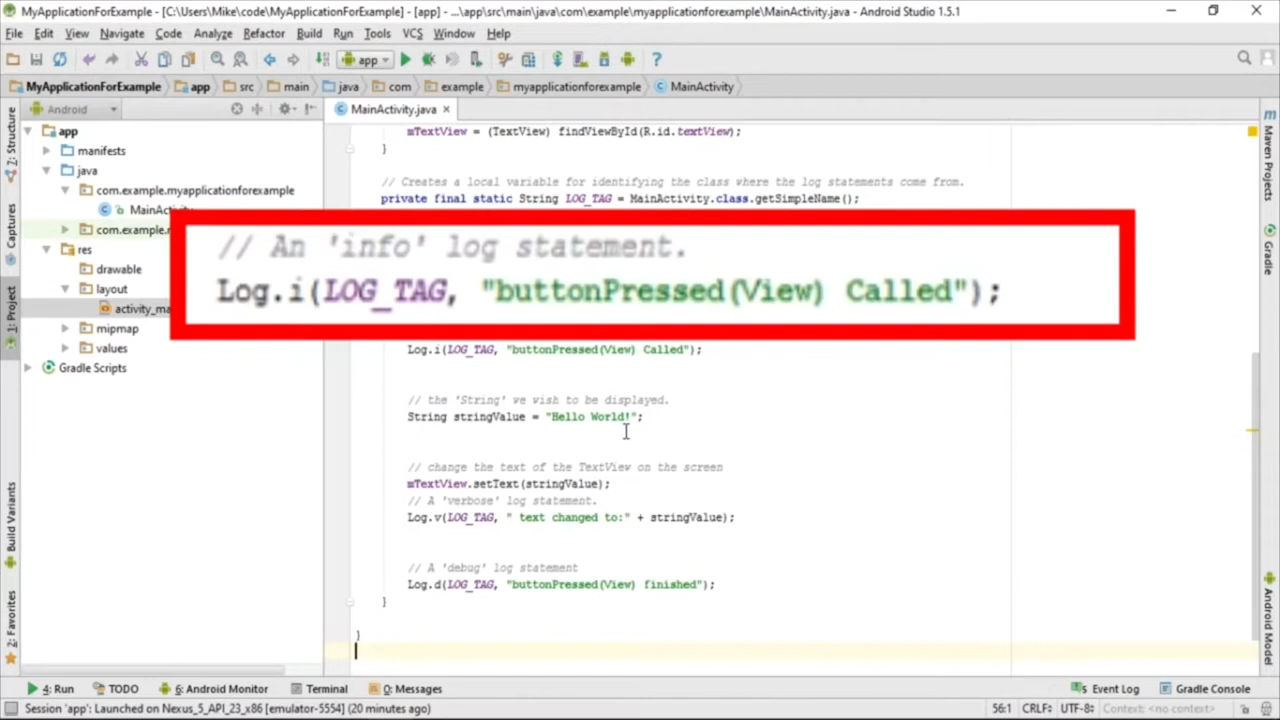 MyApplicationForExample - [C:\Users\Mike\code\MyApplicationForExample] - [app] - ...\app\src\main\java\com\example\myapplicationforexample\MainActivity.java - Android Studio 1.5.1
File Edit View Navigate Code Analyze Refactor Build Run Tools VCS Window Help
app
MyApplicationForExample app src main java com example myapplicationforexample MainActivity
Android
MainActivity.java
Z: Structure
Captures
1: Project
Build Variants
2: Favorites
app
manifests
java
com.example.myapplicationforexample
MainActivity
com.example.
res
drawable
layout
activity_ma
mipmap
values
Gradle Scripts
mTextView = (TextView) findViewById(R.id.textView);
}
// Creates a local variable for identifying the class where the log statements come from.
private final static String LOG_TAG = MainActivity.class.getSimpleName();
// An 'info' log statement.
Log.i(LOG_TAG, "buttonPressed(View) Called");
Log.i(LOG_TAG, "buttonPressed(View) Called");
// the 'String' we wish to be displayed.
String stringValue = "Hello World!";
// change the text of the TextView on the screen
mTextView.setText(stringValue);
// A 'verbose' log statement.
Log.v(LOG_TAG, " text changed to:" + stringValue);
// A 'debug' log statement
Log.d(LOG_TAG, "buttonPressed(View) finished");
}
}
Maven Projects
Gradle
Android Model
4: Run TODO 6: Android Monitor Terminal 0: Messages 5 Event Log Gradle Console
Session 'app': Launched on Nexus_5_API_23_x86 [emulator-5554] (20 minutes ago) 56:1 CRLF UTF-8 Context: <no context>